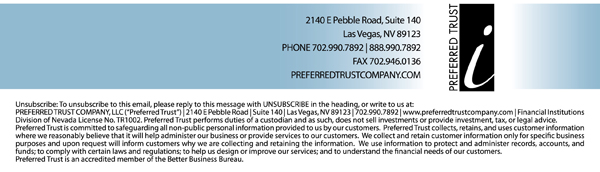 2140 E Pebble Road, Suite 140
Las Vegas, NV 89123
PHONE 702.990.7892 | 888.990.7892
FAX 702.946.0136
PREFERREDTRUSTCOMPANY.COM
PREFERRED TRUST
i
Unsubscribe: To unsubscribe to this email, please reply to this message with UNSUBSCRIBE in the heading, or write to us at:
PREFERRED TRUST COMPANY, LLC ("Preferred Trust") | 2140 E Pebble Road | Suite 140 | Las Vegas, NV 89123 | 702.990.7892 | www.preferredtrustcompany.com | Financial Institutions
Division of Nevada License No. TR1002. Preferred Trust performs duties of a custodian and as such, does not sell investments or provide investment, tax, or legal advice.
Preferred Trust is committed to safeguarding all non-public personal information provided to us by our customers. Preferred Trust collects, retains, and uses customer information
where we reasonably believe that it will help administer our business or provide services to our customers. We collect and retain customer information only for specific business
purposes and upon request will inform customers why we are collecting and retaining the information. We use information to protect and administer records, accounts, and
funds; to comply with certain laws and regulations; to help us design or improve our services; and to understand the financial needs of our customers.
Preferred Trust is an accredited member of the Better Business Bureau.